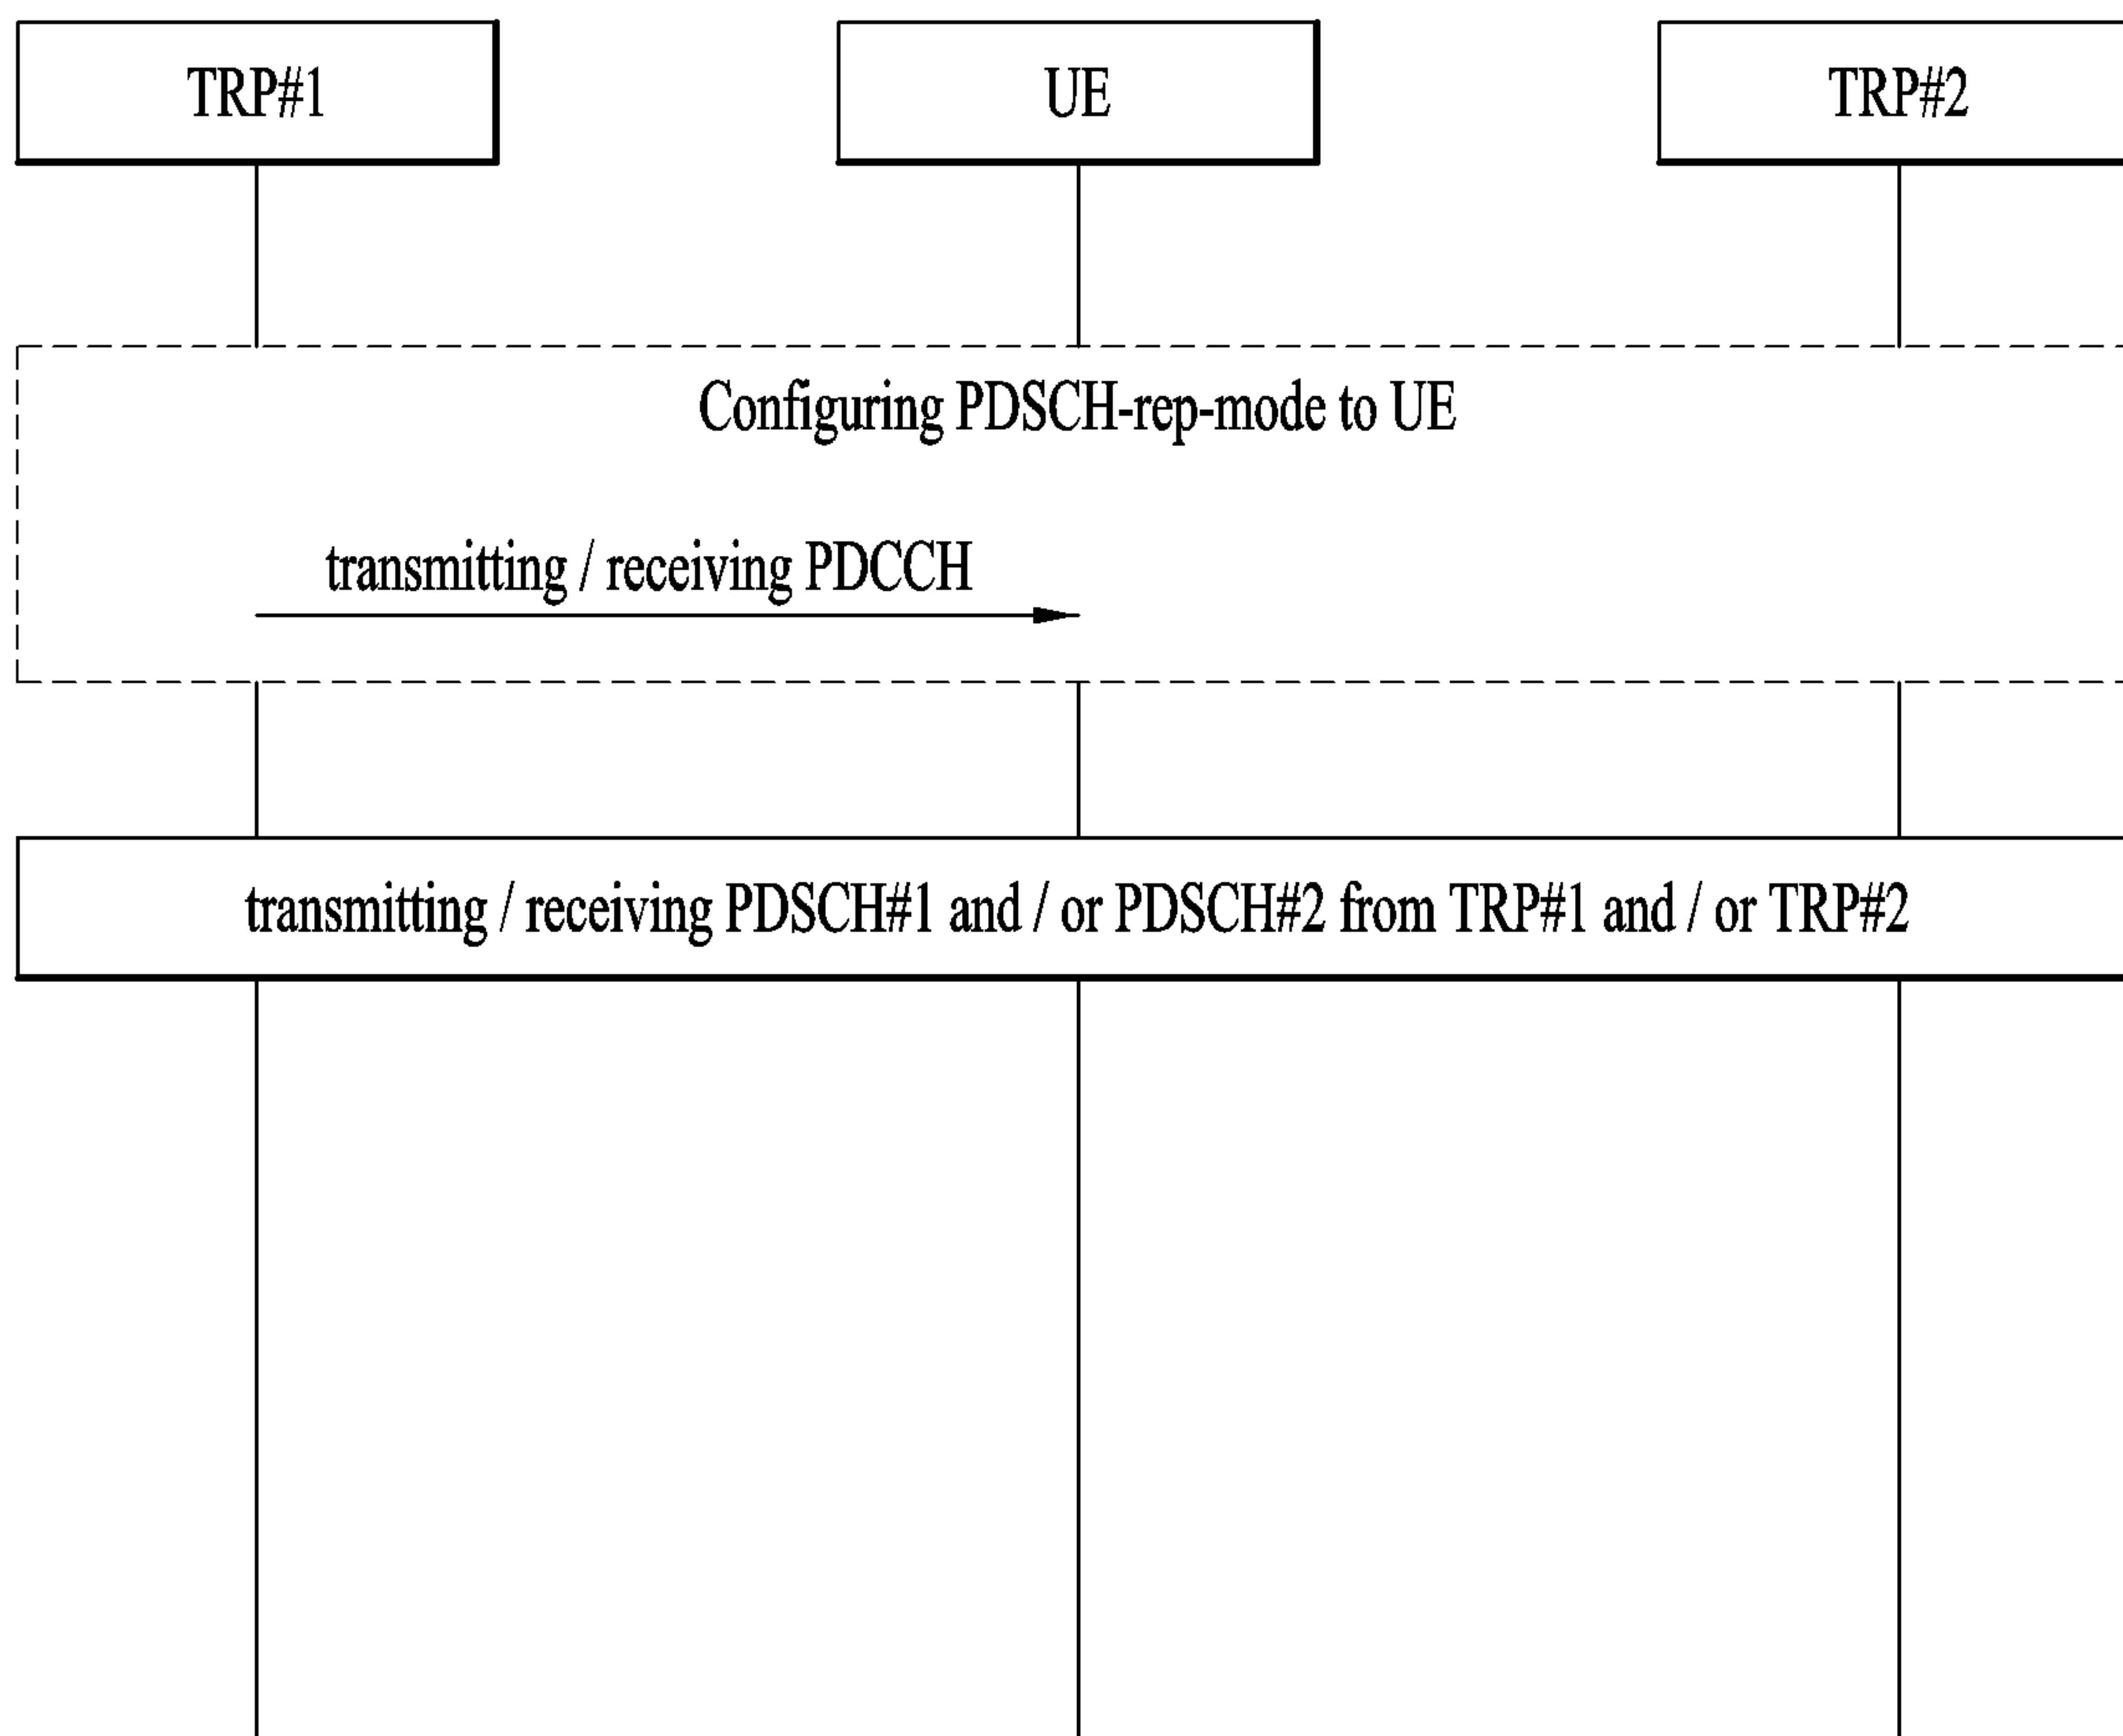 TRP#1
UE
TRP#2
Configuring PDSCH-rep-mode to UE
transmitting / receiving PDCCH
transmitting / receiving PDSCH#1 and / or PDSCH#2 from TRP#1 and / or TRP#2